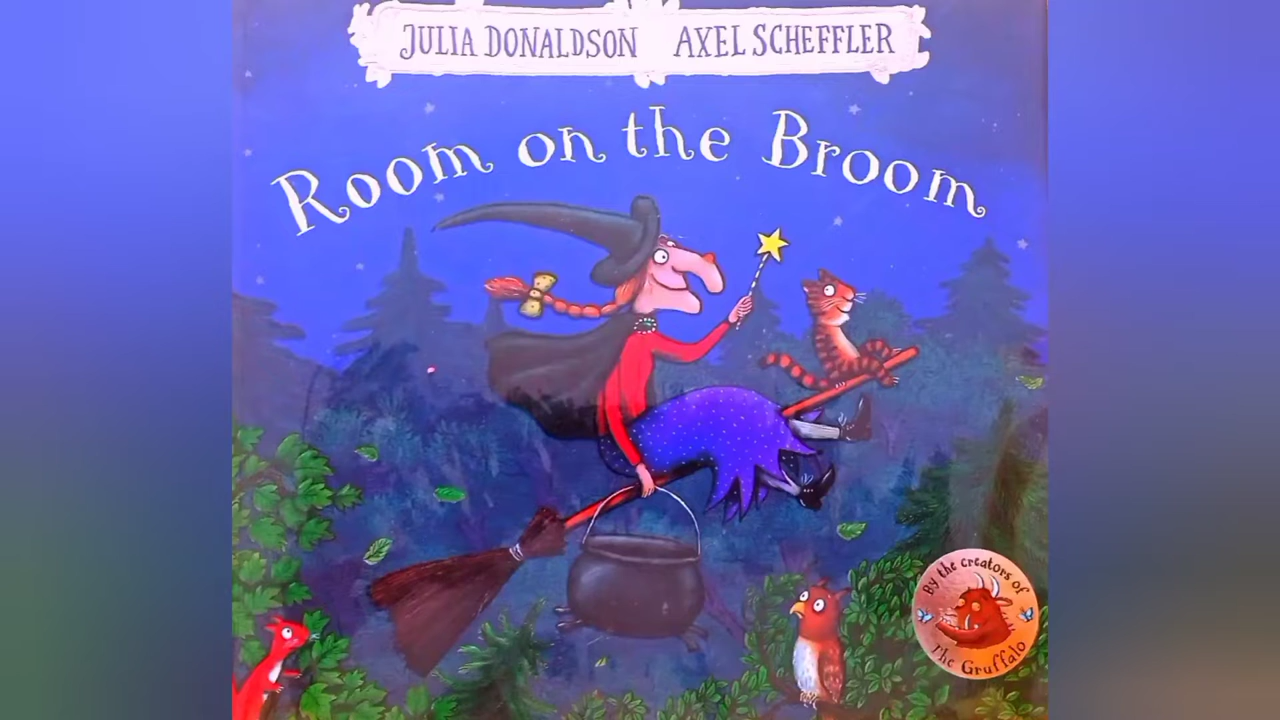 JULIA DONALDSON AXEL SCHEFFLER
Room on the Broom
By the creators of
The Gruffalo